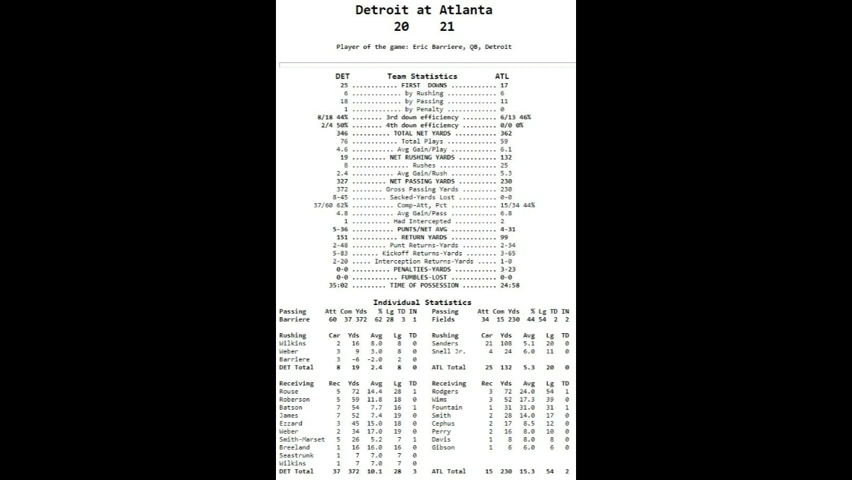 Detroit at Atlanta
20 21
Player of the game: Eric Barriere, QB, Detroit
DET Team Statistics ATL
25 ............ FIRST DOWNS ............ 17
6 ............. by Rushing ............. 6
18 ............. by Passing ............. 11
1 ............. by Penalty ............. 0
8/18 44% ........ 3rd down efficiency ........ 6/13 46%
2/4 50% ........ 4th down efficiency ........ 0/0 0%
346 .......... TOTAL NET YARDS .......... 362
76 ............ Total Plays ............ 59
4.6 ........... Avg Gain/Play ........... 6.1
19 ......... NET RUSHING YARDS ......... 132
8 .............. Rushes .............. 25
2.4 ........... Avg Gain/Rush ........... 5.3
327 ......... NET PASSING YARDS ......... 230
372 ........ Gross Passing Yards ........ 230
8-45 ........ Sacked-Yards Lost ........ 0-0
37/60 62% .......... Comp-Att, Pct .......... 15/34 44%
4.8 ........... Avg Gain/Pass ........... 6.8
1 .......... Had Intercepted .......... 2
5-36 ........... PUNTS/NET AVG ........... 4-31
151 ............ RETURN YARDS ............ 99
2-48 ....... Punt Returns-Yards ....... 2-34
5-83 ...... Kickoff Returns-Yards ...... 3-65
2-20 .... Interception Returns-Yards .... 1-0
0-0 .......... PENALTIES-YARDS .......... 3-23
0-0 ........... FUMBLES-LOST ........... 0-0
35:02 ......... TIME OF POSSESSION ......... 24:58
Individual Statistics
Passing Att Com Yds % Lg TD IN Passing Att Com Yds % Lg TD IN
Barriere 60 37 372 62 28 3 1 Fields 34 15 230 44 54 2 2
Rushing Car Yds Avg Lg TD Rushing Car Yds Avg Lg TD
Wilkins 2 16 8.0 8 0 Sanders 21 108 5.1 20 0
Weber 3 9 3.0 8 0 Snell Jr. 4 24 6.0 11 0
Barriere 3 -6 -2.0 2 0
DET Total 8 19 2.4 8 0 ATL Total 25 132 5.3 20 0
Receiving Rec Yds Avg Lg TD Receiving Rec Yds Avg Lg TD
Rouse 5 72 14.4 28 1 Rodgers 3 72 24.0 54 1
Roberson 5 59 11.8 18 0 Wims 3 52 17.3 39 0
Batson 7 54 7.7 16 1 Fountain 1 31 31.0 31 1
James 7 52 7.4 19 0 Smith 2 28 14.0 17 0
Ezzard 3 45 15.0 18 0 Cephus 2 17 8.5 12 0
Weber 2 34 17.0 19 0 Perry 2 16 8.0 10 0
Smith-Marset 5 26 5.2 7 1 Davis 1 8 8.0 8 0
Breeland 1 16 16.0 16 0 Gibson 1 6 6.0 6 0
Seastrunk 1 7 7.0 7 0
Wilkins 1 7 7.0 7 0
DET Total 37 372 10.1 28 3 ATL Total 15 230 15.3 54 2